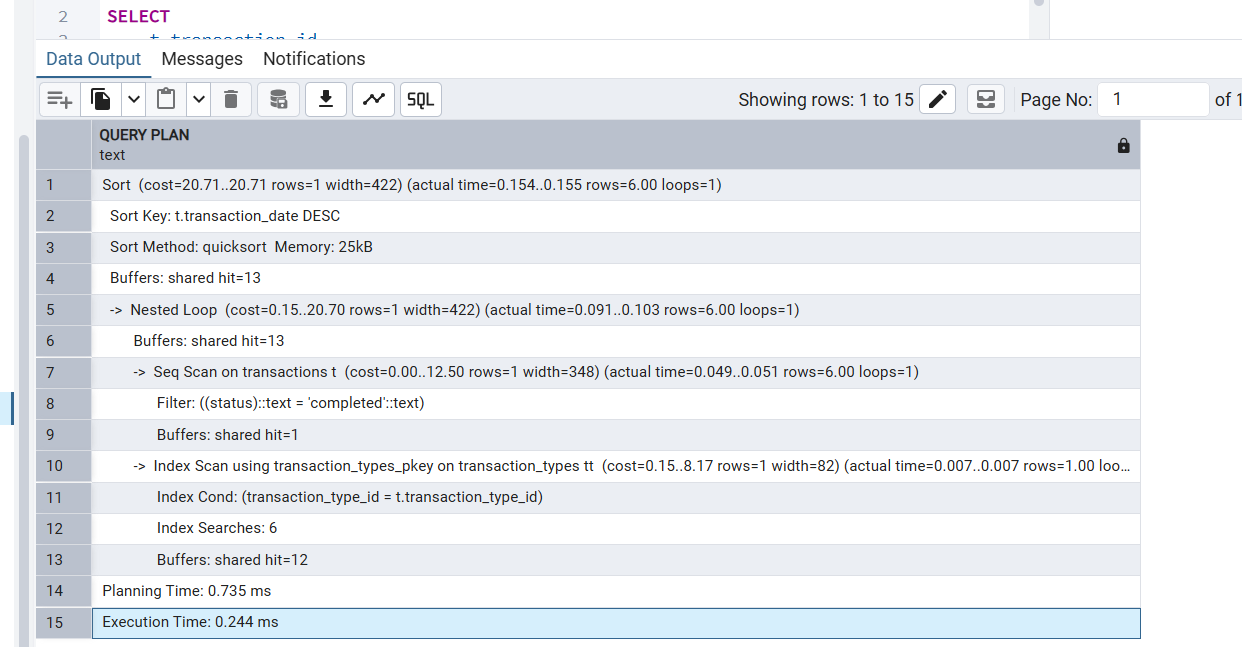 2 SELECT
t.transaction_id
Data Output Messages Notifications
SQL Showing rows: 1 to 15 Page No: 1 of 1
QUERY PLAN
text
1 Sort (cost=20.71..20.71 rows=1 width=422) (actual time=0.154..0.155 rows=6.00 loops=1)
2 Sort Key: t.transaction_date DESC
3 Sort Method: quicksort Memory: 25kB
4 Buffers: shared hit=13
5 -> Nested Loop (cost=0.15..20.70 rows=1 width=422) (actual time=0.091..0.103 rows=6.00 loops=1)
6 Buffers: shared hit=13
7 -> Seq Scan on transactions t (cost=0.00..12.50 rows=1 width=348) (actual time=0.049..0.051 rows=6.00 loops=1)
8 Filter: ((status)::text = 'completed'::text)
9 Buffers: shared hit=1
10 -> Index Scan using transaction_types_pkey on transaction_types tt (cost=0.15..8.17 rows=1 width=82) (actual time=0.007..0.007 rows=1.00 loo...
11 Index Cond: (transaction_type_id = t.transaction_type_id)
12 Index Searches: 6
13 Buffers: shared hit=12
14 Planning Time: 0.735 ms
15 Execution Time: 0.244 ms